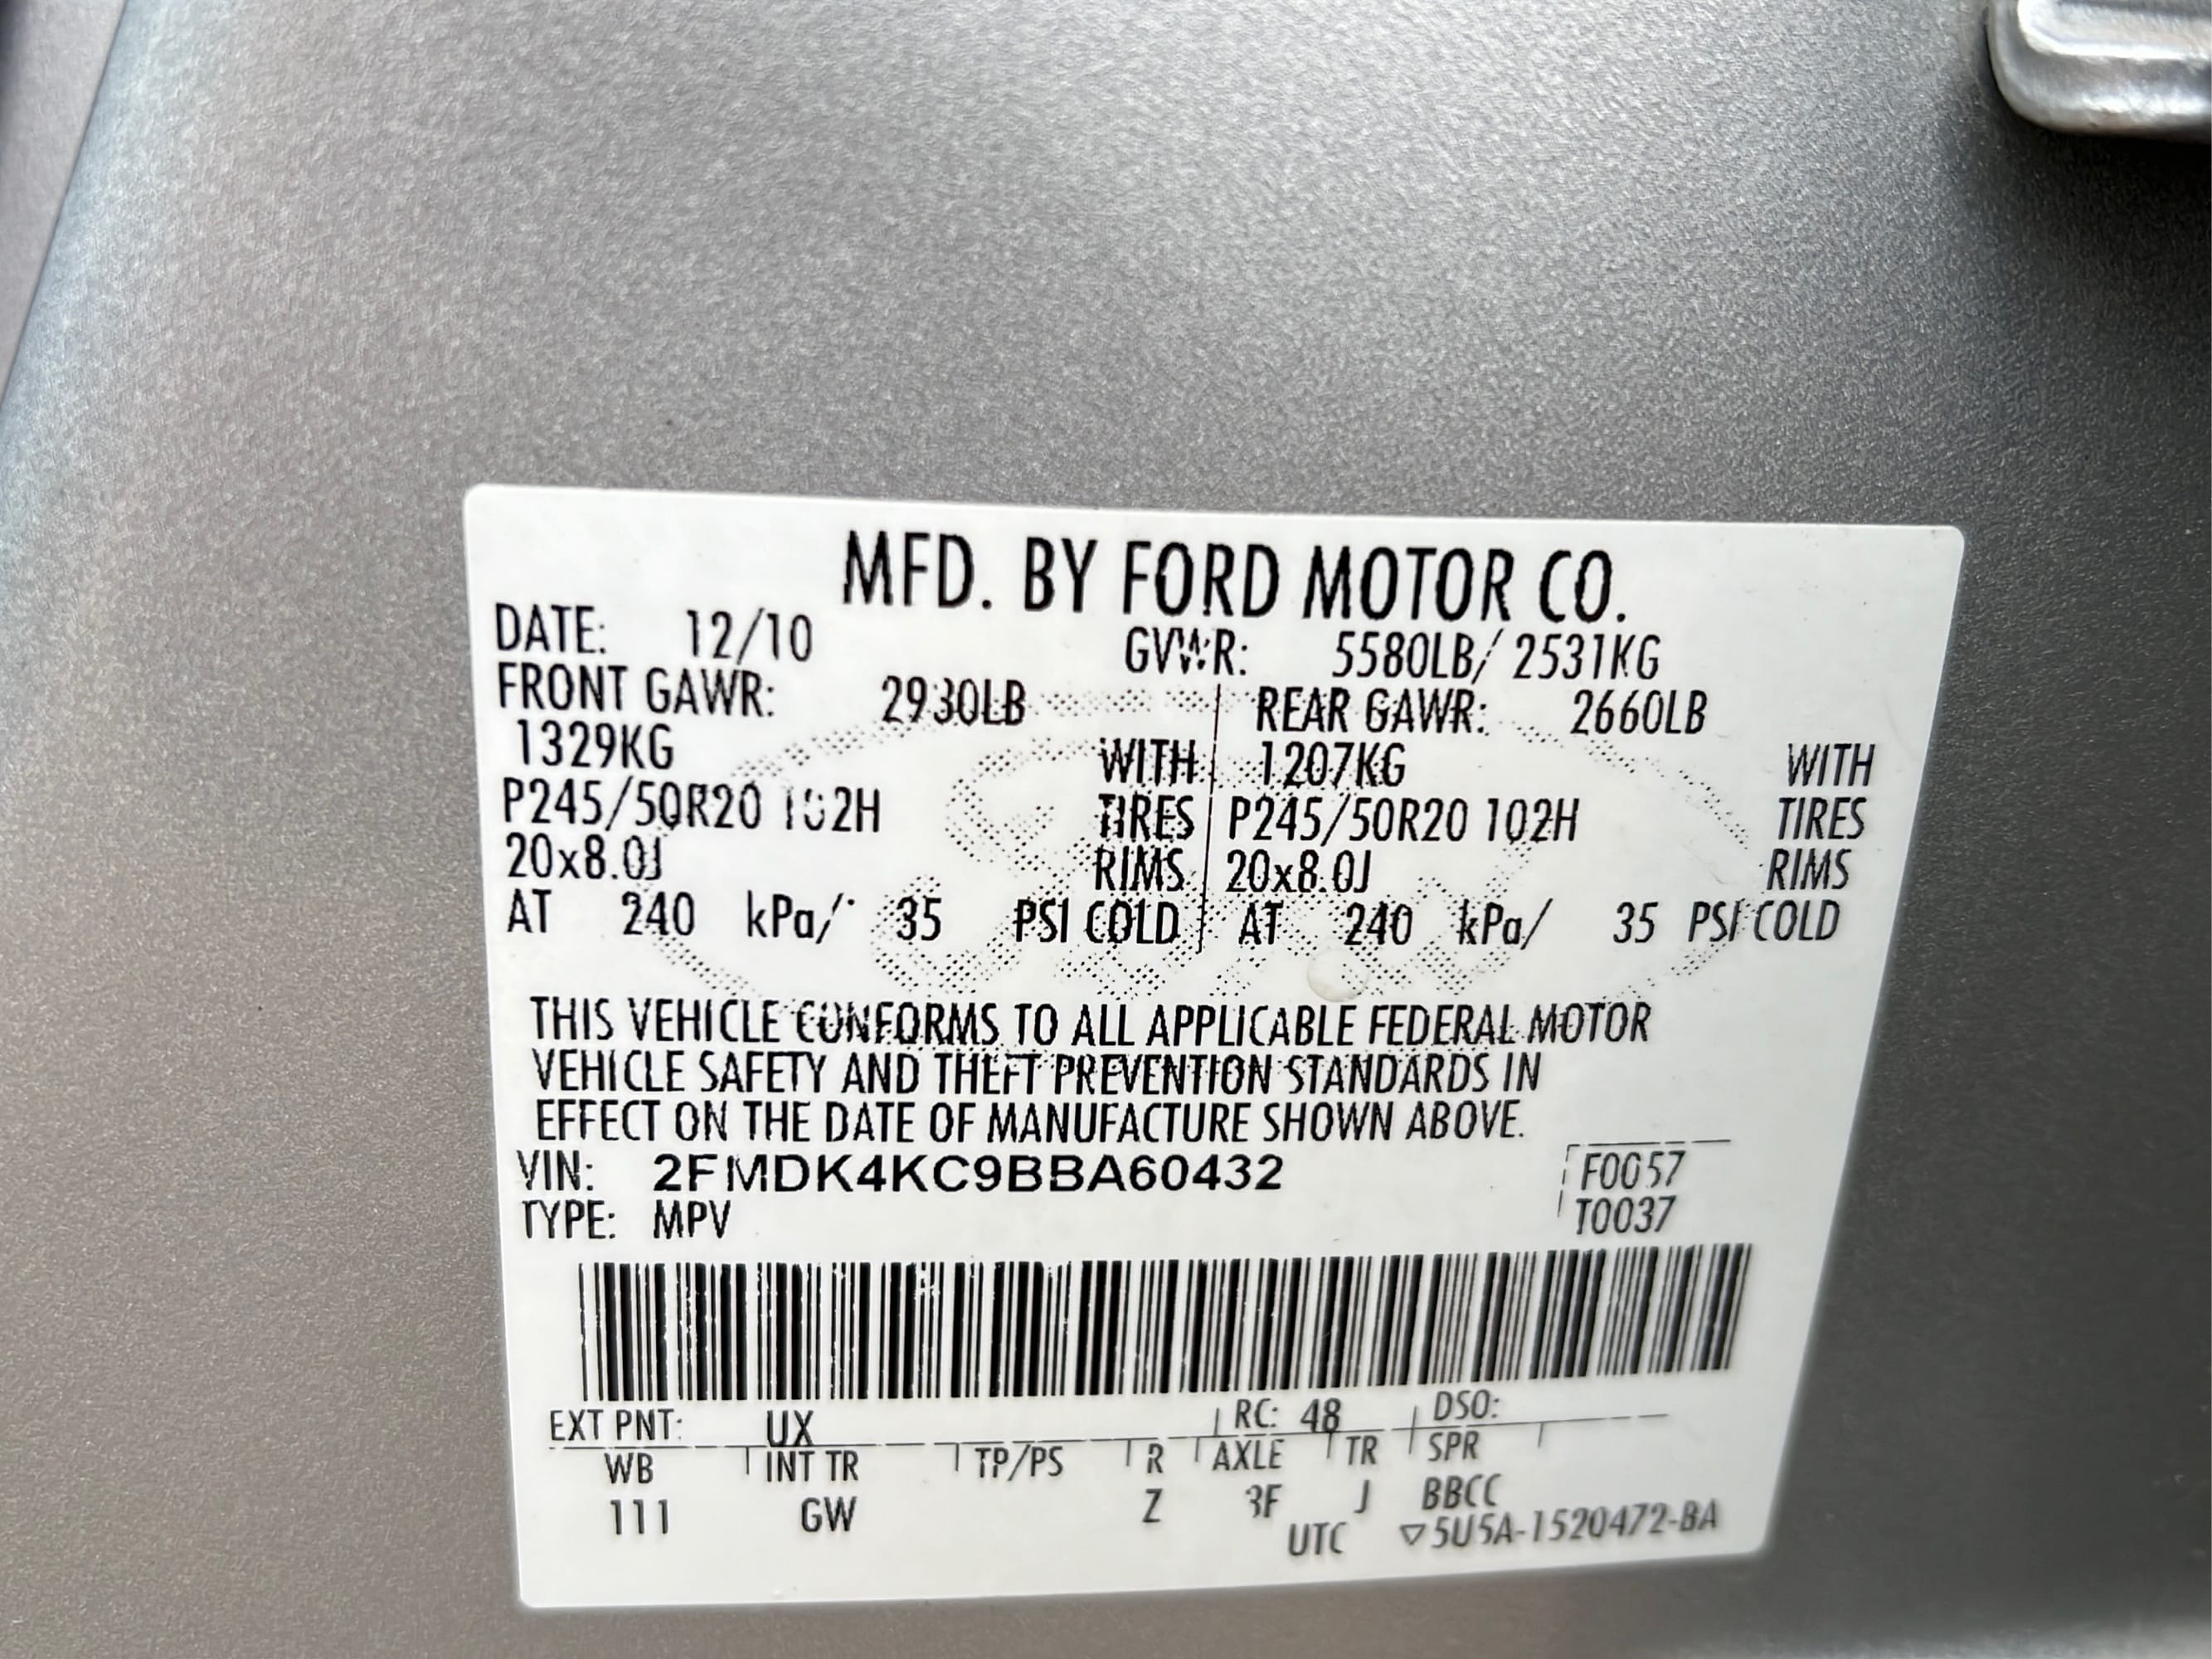 MFD. BY FORD MOTOR CO.
DATE: 12/10 GVWR: 5580LB/ 2531KG
FRONT GAWR: 2930LB REAR GAWR: 2660LB
1329KG WITH 1207KG WITH
P245/50R20 102H TIRES P245/50R20 102H TIRES
20x8.0J RIMS 20x8.0J RIMS
AT 240 kPa/ 35 PSI COLD AT 240 kPa/ 35 PSI COLD
THIS VEHICLE CONFORMS TO ALL APPLICABLE FEDERAL MOTOR
VEHICLE SAFETY AND THEFT PREVENTION STANDARDS IN
EFFECT ON THE DATE OF MANUFACTURE SHOWN ABOVE.
VIN: 2FMDK4KC9BBA60432 F0057
TYPE: MPV T0037
EXT PNT: UX RC: 48 DSO:
WB INT TR TP/PS R AXLE TR SPR
111 GW Z 3F J BBCC
UTC ▽5U5A-1520472-BA